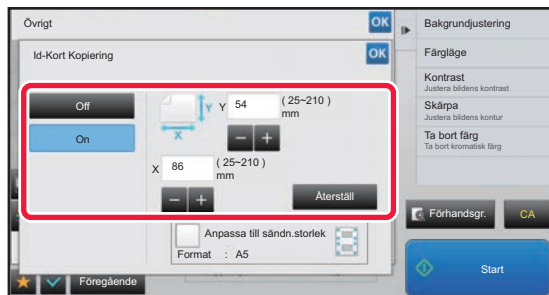 Övrigt
OK
Id-Kort Kopiering
OK
Off
On
Y
X
Y 54 ( 25~210 )
mm
X 86 ( 25~210 )
mm
Återställ
Anpassa till sändn.storlek
Format : A5
Föregående
Bakgrundjustering
Färgläge
Kontrast
Justera bildens kontrast
Skärpa
Justera bildens kontur
Ta bort färg
Ta bort kromatisk färg
Förhandsgr.
CA
Start